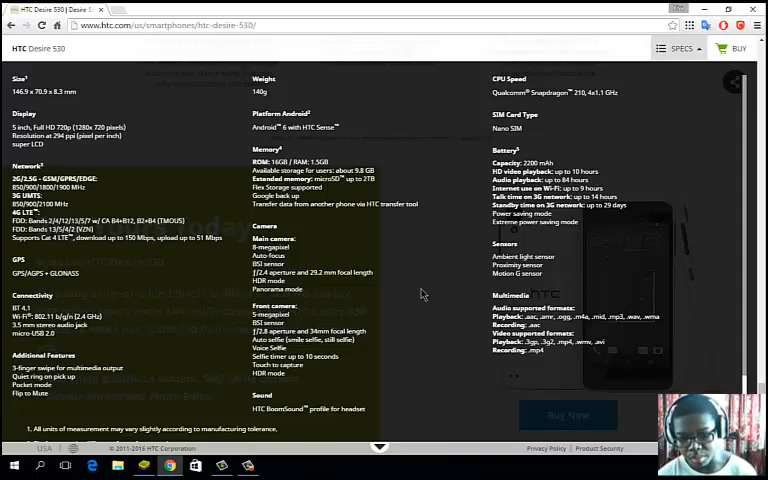 HTC Desire 530 | Desire S
https://www.htc.com/us/smartphones/htc-desire-530/
HTC Desire 530
SPECS
BUY
Size¹
146.9 x 70.9 x 8.3 mm
Display
5 inch, Full HD 720p (1280x720 pixels)
Resolution at 294 ppi (pixel per inch)
super LCD
Network³
2G/2.5G - GSM/GPRS/EDGE:
850/900/1800/1900 MHz
3G UMTS:
850/900/2100 MHz
4G LTE™:
FDD: Bands 2/4/12/13/5/7 w/ CA B4+B12, B2+B4 (TMOUS)
FDD: Bands 13/5/4/2 (VZN)
Supports Cat 4 LTE™, download up to 150 Mbps, upload up to 51 Mbps
GPS
GPS/AGPS + GLONASS
Connectivity
BT 4.1
Wi-Fi®: 802.11 b/g/n (2.4 GHz)
3.5 mm stereo audio jack
micro-USB 2.0
Additional Features
3-finger swipe for multimedia output
Quiet ring on pick up
Pocket mode
Flip to Mute
Weight
140g
Platform Android²
Android™ 6 with HTC Sense™
Memory⁴
ROM: 16GB / RAM: 1.5GB
Available storage for users: about 9.8 GB
Extended memory: microSD™ up to 2TB
Flex Storage supported
Google back up
Transfer data from another phone via HTC transfer tool
Camera
Main camera:
8-megapixel
Auto-focus
BSI sensor
ƒ/2.4 aperture and 29.2 mm focal length
HDR mode
Panorama mode
Front camera:
5-megapixel
BSI sensor
ƒ/2.8 aperture and 34mm focal length
Auto selfie (smile selfie, still selfie)
Voice Selfie
Selfie timer up to 10 seconds
Touch to capture
HDR mode
Sound
HTC BoomSound™ profile for headset
CPU Speed
Qualcomm® Snapdragon™ 210, 4x1.1 GHz
SIM Card Type
Nano SIM
Battery⁵
Capacity: 2200 mAh
HD video playback: up to 10 hours
Audio playback: up to 84 hours
Internet use on Wi-Fi: up to 9 hours
Talk time on 3G network: up to 14 hours
Standby time on 3G network: up to 29 days
Power saving mode
Extreme power saving mode
Sensors
Ambient light sensor
Proximity sensor
Motion G sensor
Multimedia
Audio supported formats:
Playback: .aac, .amr, .ogg, .m4a, .mid, .mp3, .wav, .wma
Recording: .aac
Video supported formats:
Playback: .3gp, .3g2, .mp4, .wmv, .avi
Recording: .mp4
Buy Now
1. All units of measurement may vary slightly according to manufacturing tolerance.
USA
© 2011-2016 HTC Corporation
Privacy Policy | Product Security